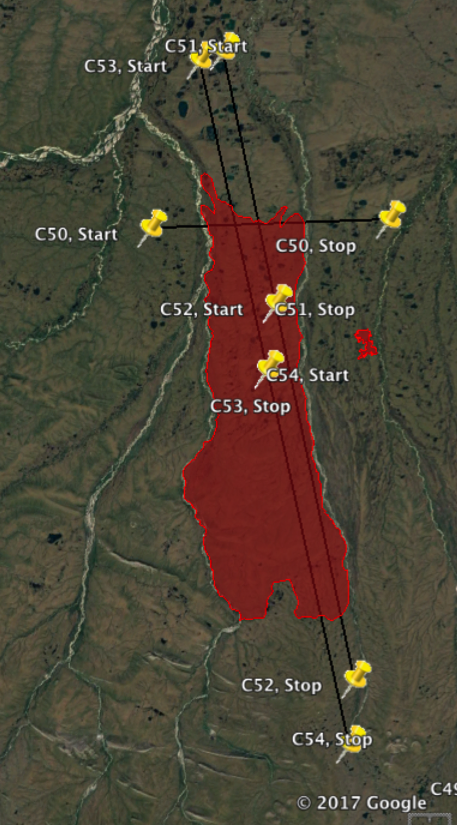 C51, Start
C53, Start
C50, Start
C50, Stop
C52, Start
C51, Stop
C54, Start
C53, Stop
C52, Stop
C54, Stop
C49
© 2017 Google